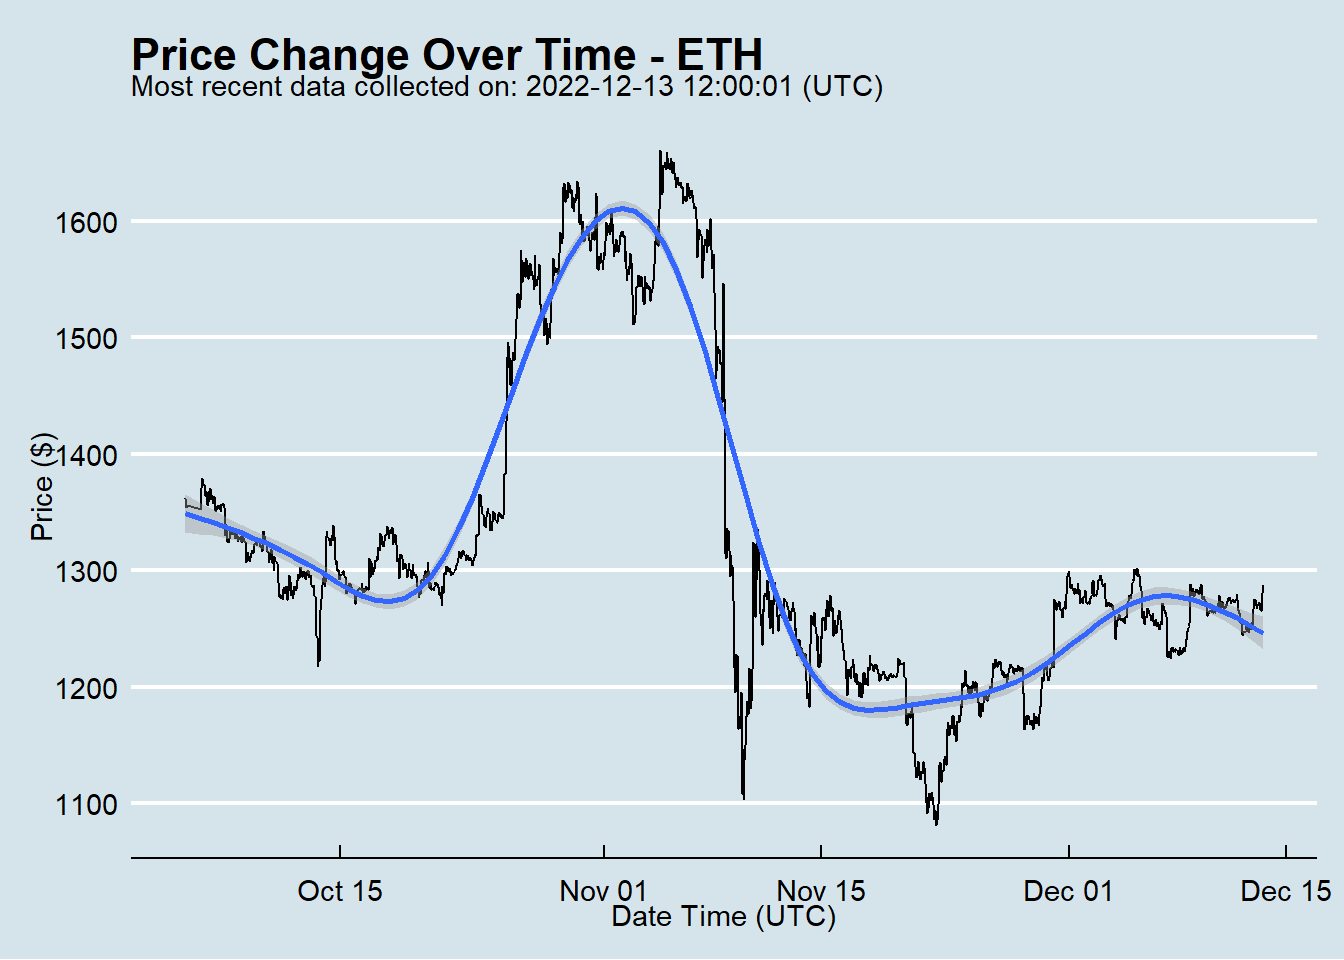 Price Change Over Time - ETH
Most recent data collected on: 2022-12-13 12:00:01 (UTC)
Price ($)
1600
1500
1400
1300
1200
1100
Oct 15
Nov 01
Nov 15
Dec 01
Dec 15
Date Time (UTC)